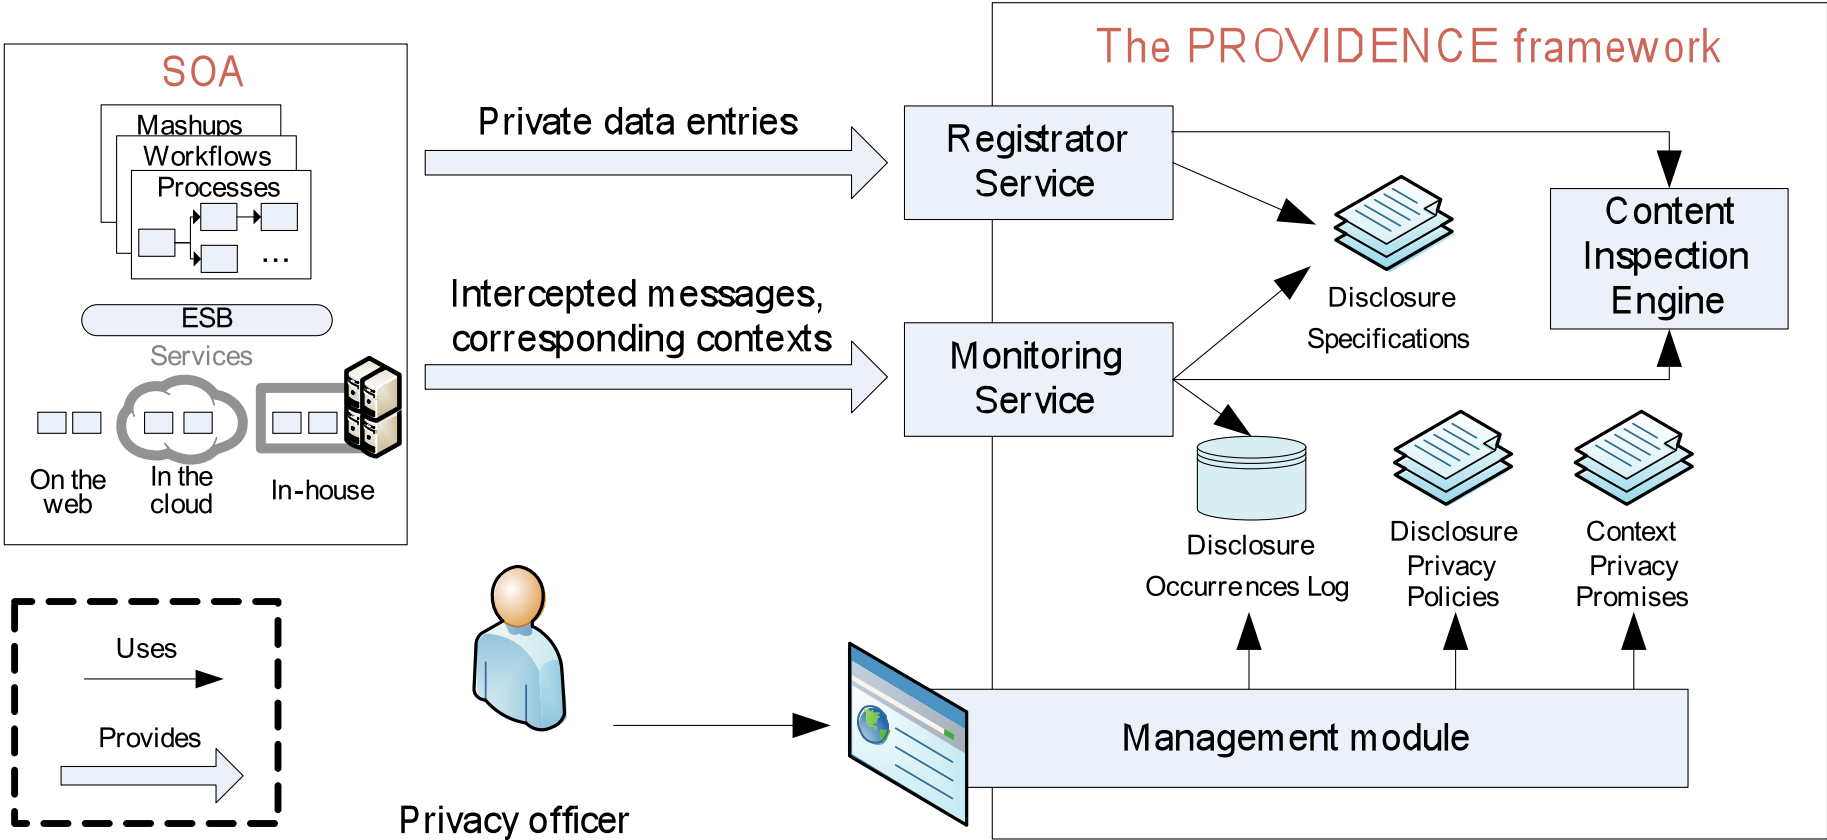 The PROVIDENCE framework
SOA
Mashups
Workflows
Processes
...
ESB
Services
On the
web
In the
cloud
In-house
Private data entries
Intercepted messages,
corresponding contexts
Registrator
Service
Monitoring
Service
Disclosure
Specifications
Content
Inspection
Engine
Disclosure
Occurrences Log
Disclosure
Privacy
Policies
Context
Privacy
Promises
Uses
Provides
Privacy officer
Management module